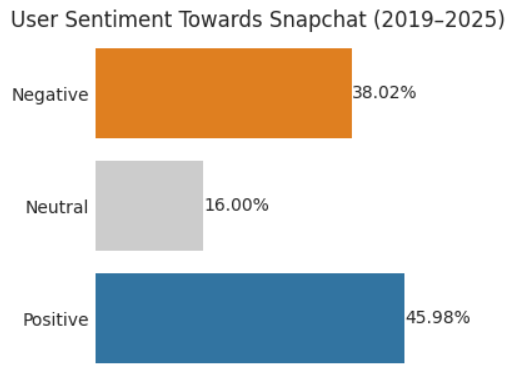 User Sentiment Towards Snapchat (2019–2025)
Negative 38.02%
Neutral 16.00%
Positive 45.98%